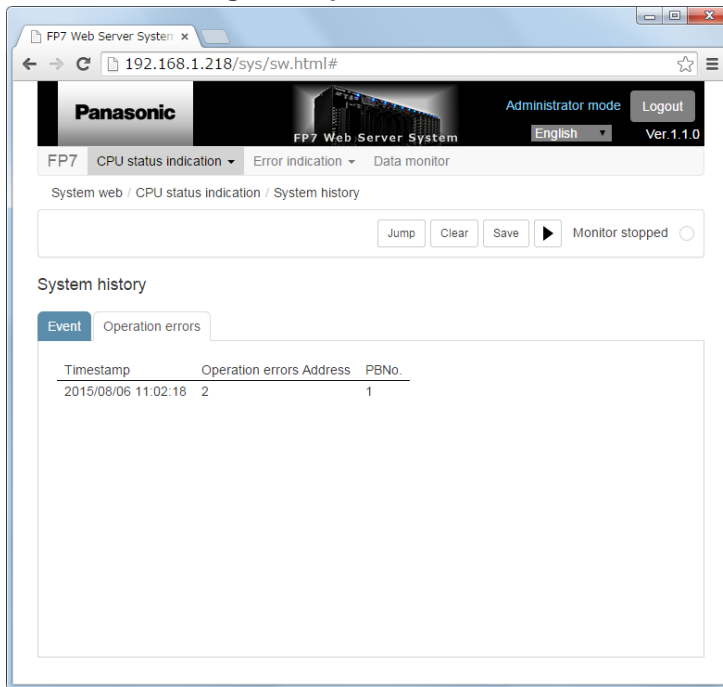 FP7 Web Server System
192.168.1.218/sys/sw.html#
Panasonic
FP7 Web Server System
Administrator mode
Logout
English
Ver.1.1.0
FP7 CPU status indication Error indication Data monitor
System web / CPU status indication / System history
Jump Clear Save Monitor stopped
System history
Event Operation errors
Timestamp Operation errors Address PBNo.
2015/08/06 11:02:18 2 1